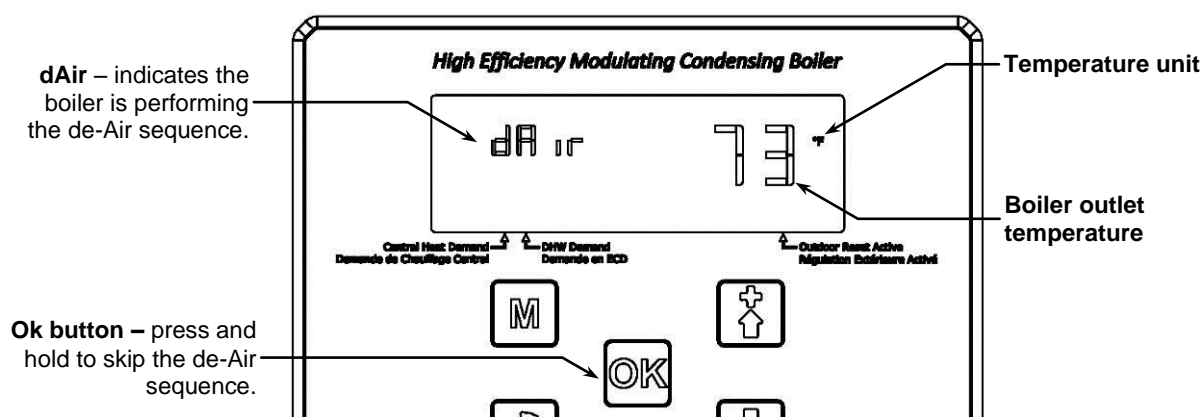 High Efficiency Modulating Condensing Boiler
dAir – indicates the
boiler is performing
the de-Air sequence.
Temperature unit
dAir 73 °F
Boiler outlet
temperature
Central Heat Demand
Demande de Chauffage Central
DHW Demand
Demande en ECD
Outdoor Reset Active
Régulation Extérieure Activé
M
Ok button – press and
hold to skip the de-Air
sequence.
OK